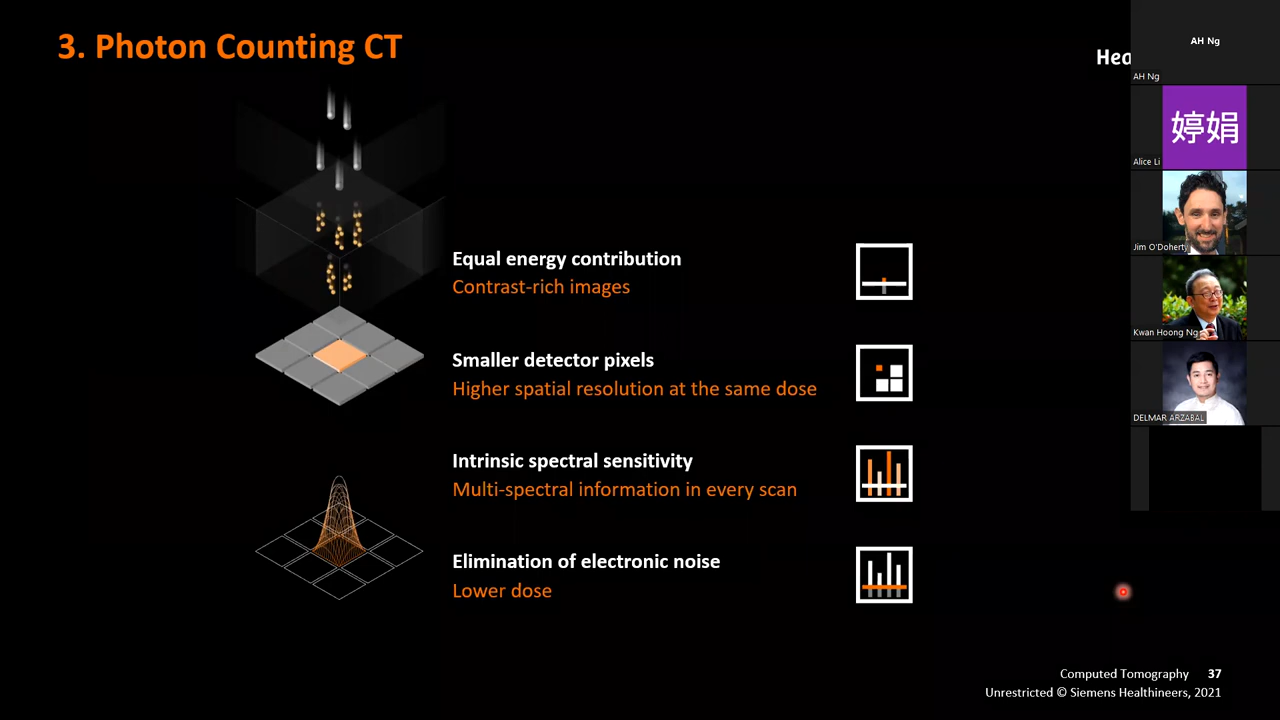 3. Photon Counting CT
Hea
Equal energy contribution
Contrast-rich images
Smaller detector pixels
Higher spatial resolution at the same dose
Intrinsic spectral sensitivity
Multi-spectral information in every scan
Elimination of electronic noise
Lower dose
Computed Tomography 37
Unrestricted © Siemens Healthineers, 2021
AH Ng
AH Ng
婷娟
Alice Li
Jim O'Doherty
Kwan Hoong Ng
DELMAR ARZABAL